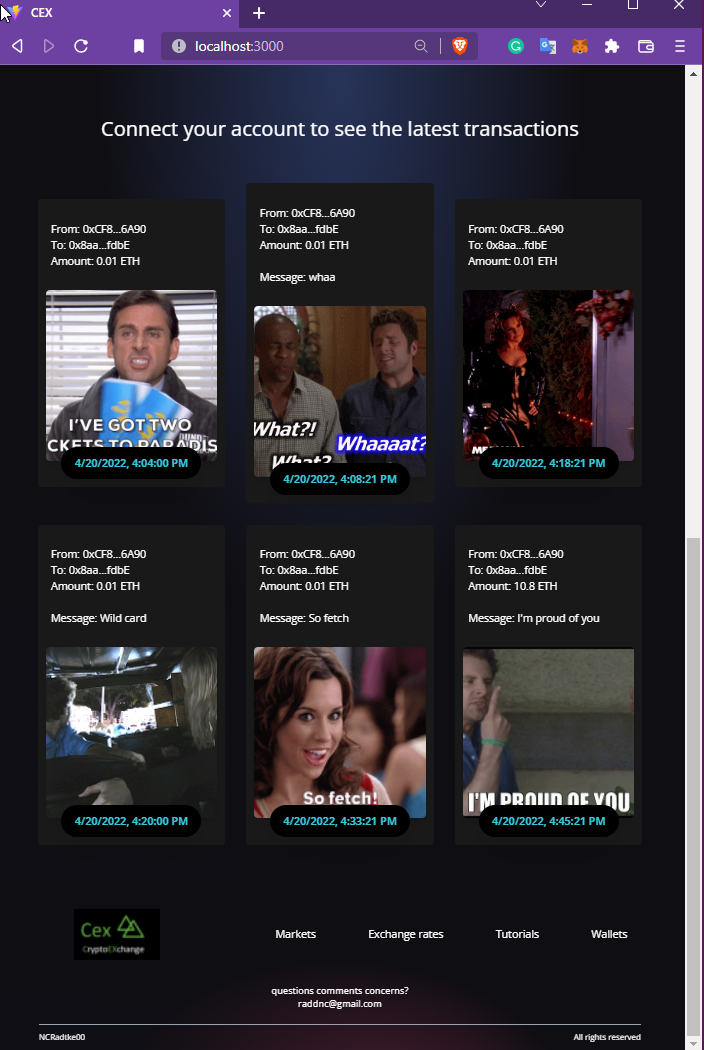 CEX
localhost:3000
Connect your account to see the latest transactions
From: 0xCF8...6A90
To: 0x8aa...fdbE
Amount: 0.01 ETH
I'VE GOT TWO
CKETS TO PARADIS
4/20/2022, 4:04:00 PM
From: 0xCF8...6A90
To: 0x8aa...fdbE
Amount: 0.01 ETH
Message: whaa
What?!
Whaaaat?
What?
4/20/2022, 4:08:21 PM
From: 0xCF8...6A90
To: 0x8aa...fdbE
Amount: 0.01 ETH
4/20/2022, 4:18:21 PM
From: 0xCF8...6A90
To: 0x8aa...fdbE
Amount: 0.01 ETH
Message: Wild card
4/20/2022, 4:20:00 PM
From: 0xCF8...6A90
To: 0x8aa...fdbE
Amount: 0.01 ETH
Message: So fetch
So fetch!
4/20/2022, 4:33:21 PM
From: 0xCF8...6A90
To: 0x8aa...fdbE
Amount: 10.8 ETH
Message: I'm proud of you
I'M PROUD OF YOU
4/20/2022, 4:45:21 PM
Cex
CryptoEXchange
Markets
Exchange rates
Tutorials
Wallets
questions comments concerns?
raddnc@gmail.com
NCRadtke00
All rights reserved